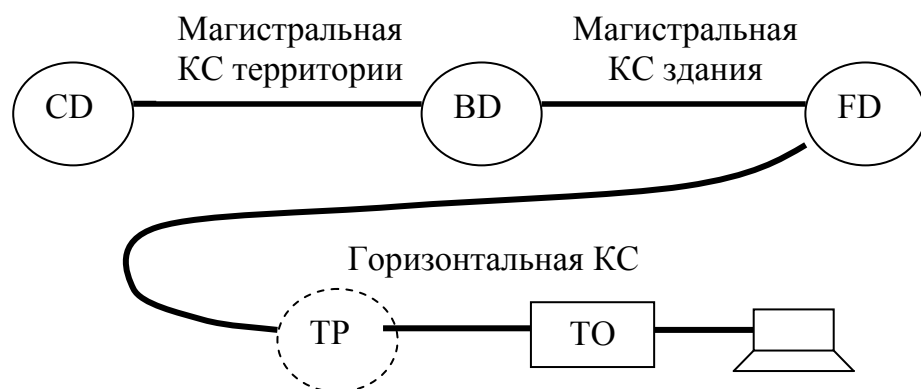 Магистральная
КС территории
Магистральная
КС здания
CD
BD
FD
Горизонтальная КС
TP
TO